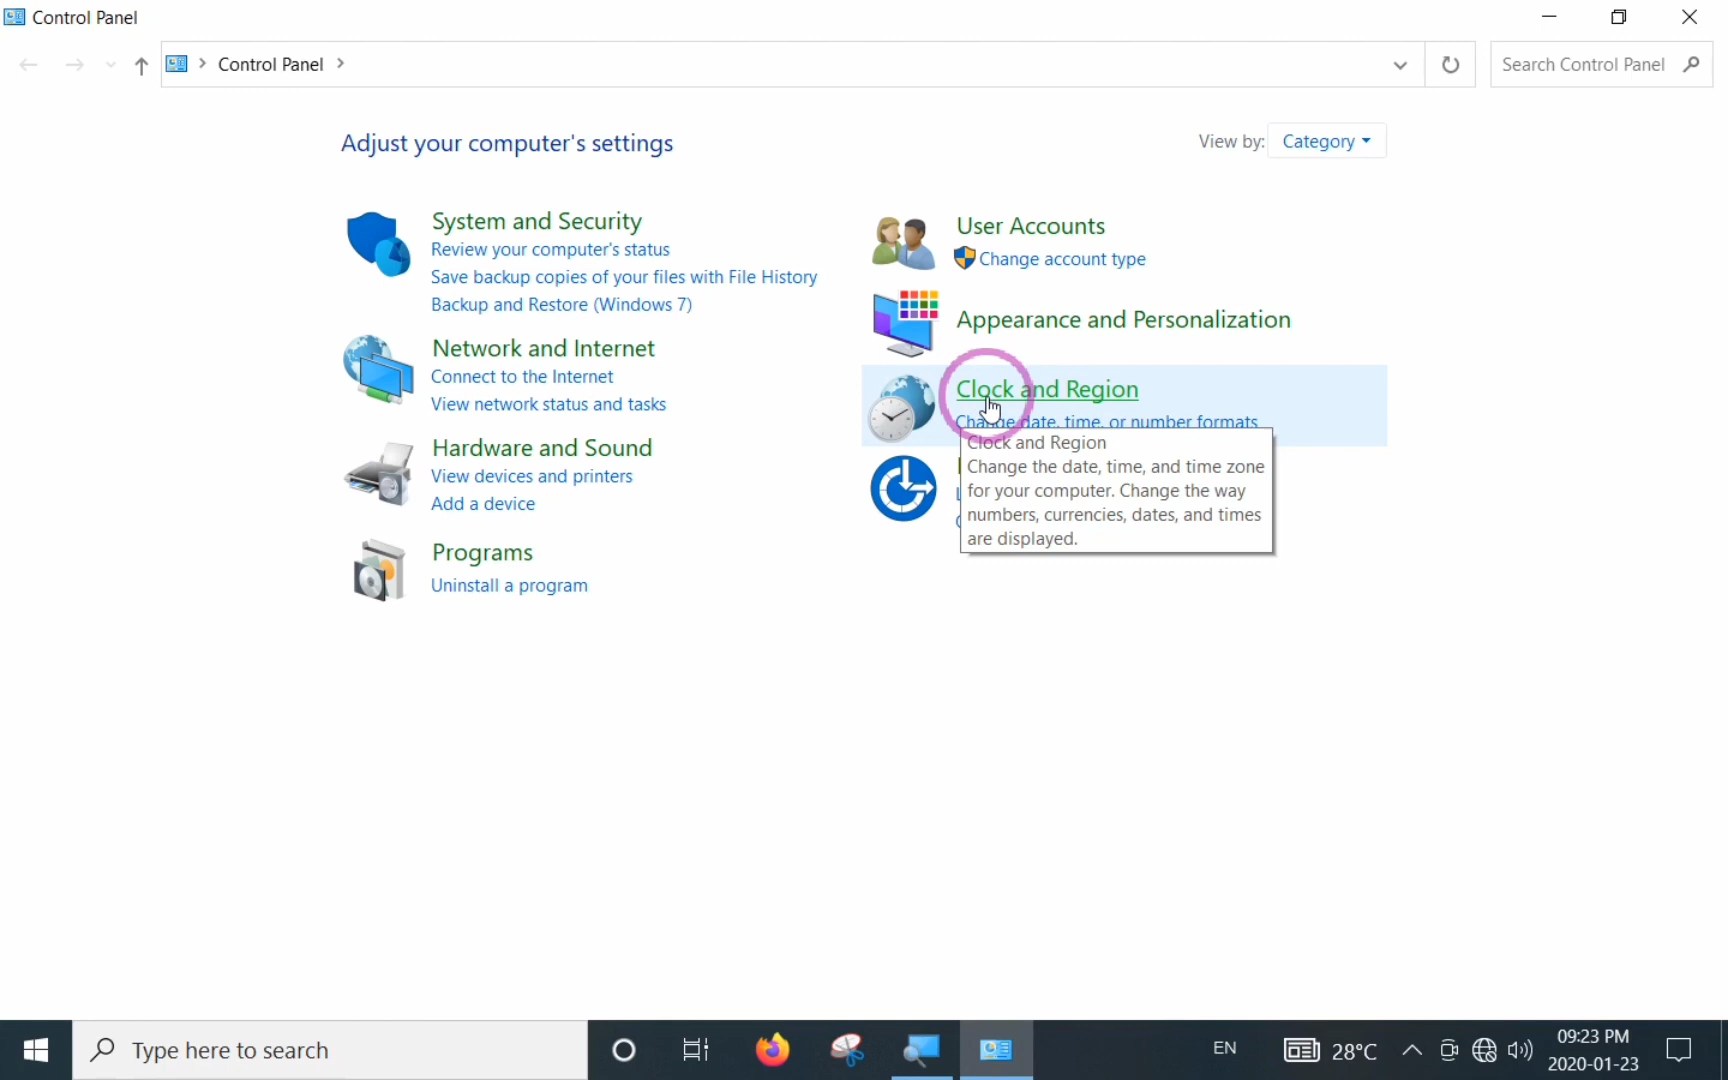 Control Panel
Control Panel
Search Control Panel
Adjust your computer's settings
View by: Category
System and Security
Review your computer's status
Save backup copies of your files with File History
Backup and Restore (Windows 7)
Network and Internet
Connect to the Internet
View network status and tasks
Hardware and Sound
View devices and printers
Add a device
Programs
Uninstall a program
User Accounts
Change account type
Appearance and Personalization
Clock and Region
Change date, time, or number formats
Clock and Region
Change the date, time, and time zone
for your computer. Change the way
numbers, currencies, dates, and times
are displayed.
Type here to search
EN
28°C
09:23 PM
2020-01-23